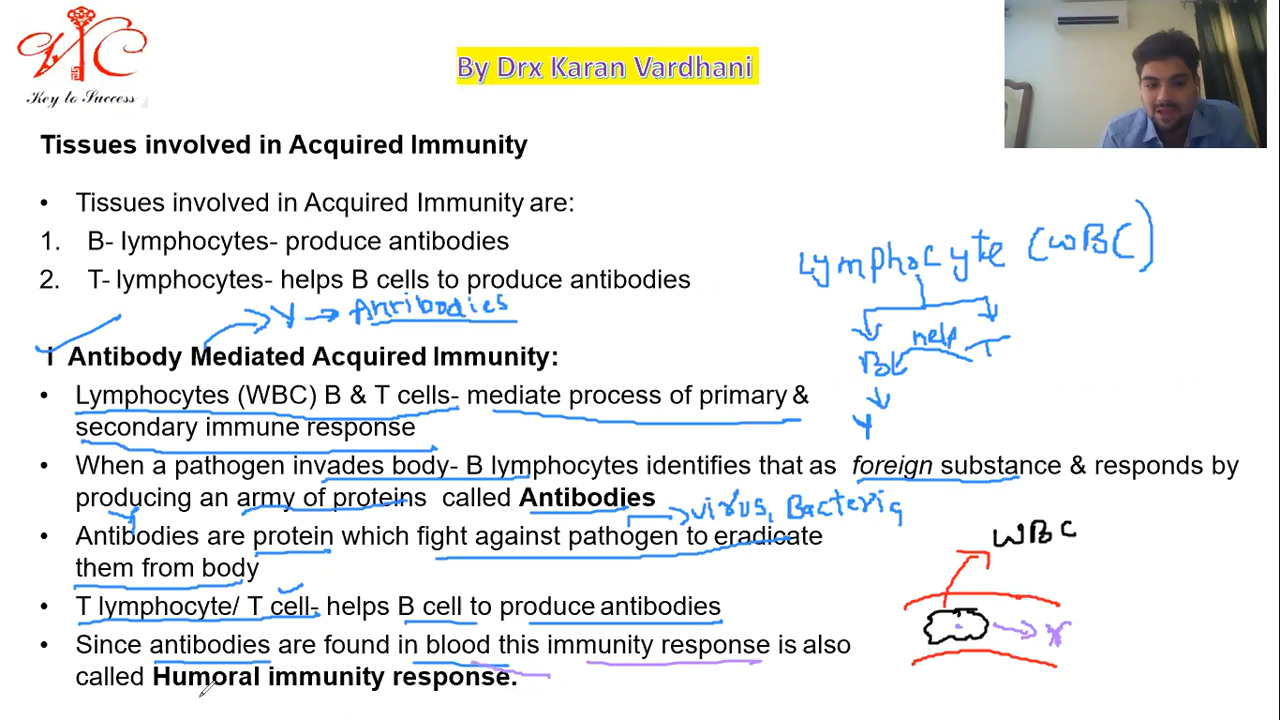 VTC
Key to Success
By Drx Karan Vardhani
Tissues involved in Acquired Immunity
• Tissues involved in Acquired Immunity are:
1. B- lymphocytes- produce antibodies
2. T- lymphocytes- helps B cells to produce antibodies
Lymphocyte (WBC)
Y → Antibodies
help
B T
Y
1 Antibody Mediated Acquired Immunity:
• Lymphocytes (WBC) B & T cells- mediate process of primary &
secondary immune response
• When a pathogen invades body- B lymphocytes identifies that as foreign substance & responds by
producing an army of proteins called Antibodies
Y
virus, Bacteria
• Antibodies are protein which fight against pathogen to eradicate
them from body
WBC
• T lymphocyte/ T cell- helps B cell to produce antibodies
Y
• Since antibodies are found in blood this immunity response is also
called Humoral immunity response.